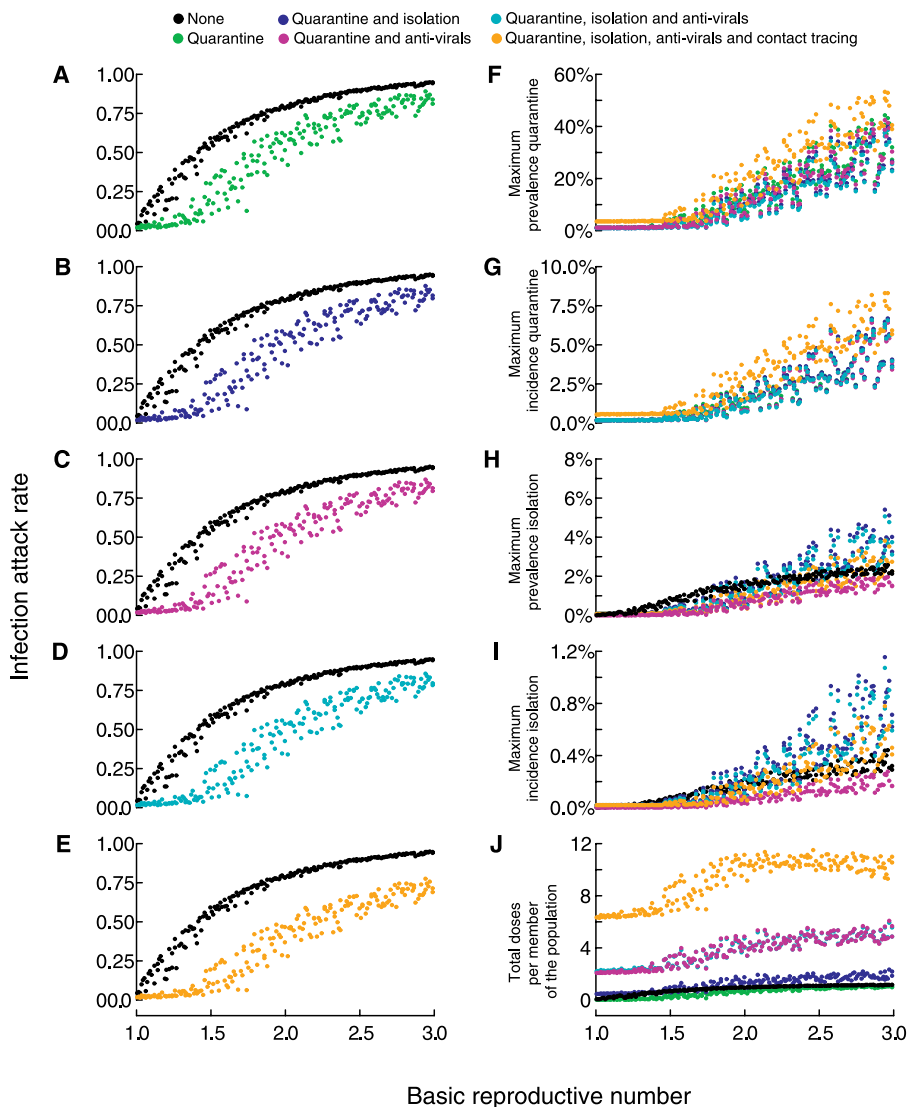 None
Quarantine and isolation
Quarantine, isolation and anti-virals
Quarantine
Quarantine and anti-virals
Quarantine, isolation, anti-virals and contact tracing
A
1.00
0.75
0.50
0.25
00.0
B
1.00
0.75
0.50
0.25
00.0
C
1.00
0.75
0.50
0.25
00.0
D
1.00
0.75
0.50
0.25
00.0
E
1.00
0.75
0.50
0.25
00.0
1.0 1.5 2.0 2.5 3.0
Infection attack rate
F
60%
40%
20%
0%
Maximum
prevalence quarantine
G
10.0%
7.5%
5.0%
2.5%
0.0%
Maximum
incidence quarantine
H
8%
6%
4%
2%
0%
Maximum
prevalence isolation
I
1.2%
0.8%
0.4%
0.0%
Maximum
incidence isolation
J
12
8
4
0
Total doses
per member
of the population
1.0 1.5 2.0 2.5 3.0
Basic reproductive number